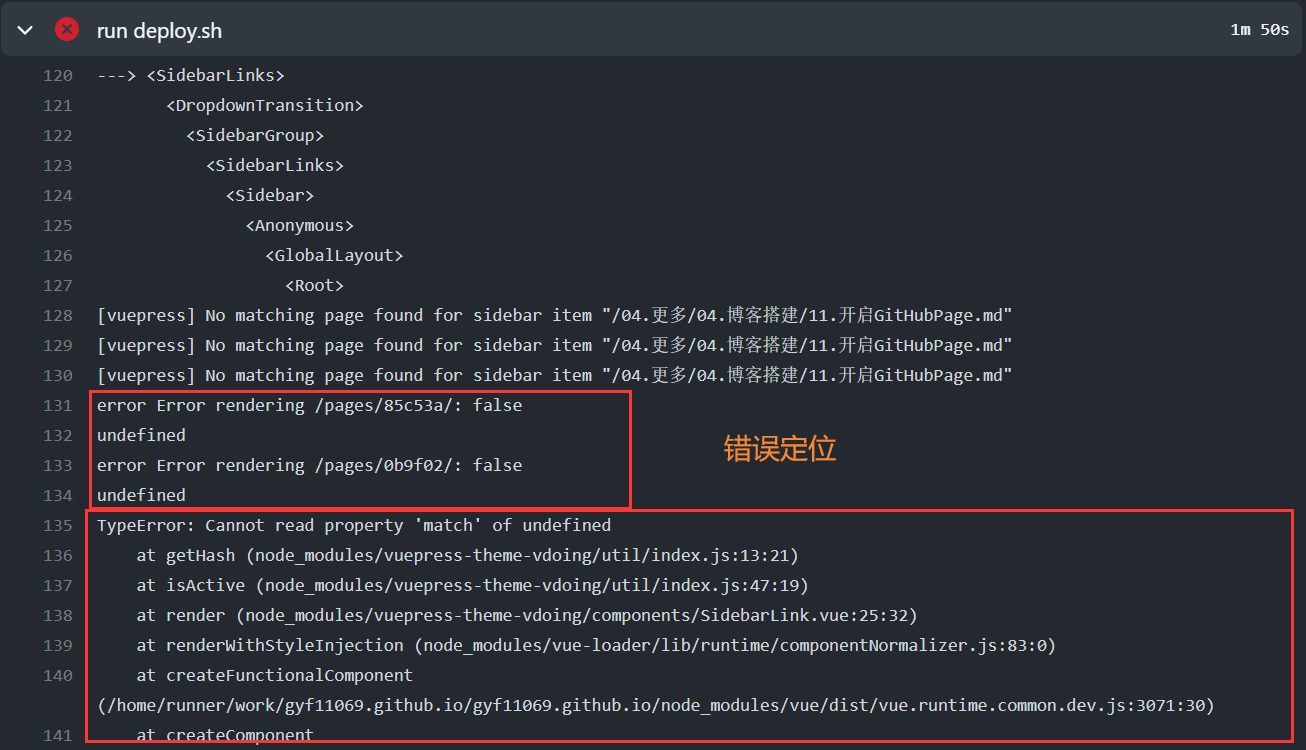 run deploy.sh
1m 50s
120 ---> <SidebarLinks>
121 <DropdownTransition>
122 <SidebarGroup>
123 <SidebarLinks>
124 <Sidebar>
125 <Anonymous>
126 <GlobalLayout>
127 <Root>
128 [vuepress] No matching page found for sidebar item "/04.更多/04.博客搭建/11.开启GitHubPage.md"
129 [vuepress] No matching page found for sidebar item "/04.更多/04.博客搭建/11.开启GitHubPage.md"
130 [vuepress] No matching page found for sidebar item "/04.更多/04.博客搭建/11.开启GitHubPage.md"
131 error Error rendering /pages/85c53a/: false
132 undefined
错误定位
133 error Error rendering /pages/0b9f02/: false
134 undefined
135 TypeError: Cannot read property 'match' of undefined
136 at getHash (node_modules/vuepress-theme-vdoing/util/index.js:13:21)
137 at isActive (node_modules/vuepress-theme-vdoing/util/index.js:47:19)
138 at render (node_modules/vuepress-theme-vdoing/components/SidebarLink.vue:25:32)
139 at renderWithStyleInjection (node_modules/vue-loader/lib/runtime/componentNormalizer.js:83:0)
140 at createFunctionalComponent
(/home/runner/work/gyf11069.github.io/gyf11069.github.io/node_modules/vue/dist/vue.runtime.common.dev.js:3071:30)
141 at createComponent